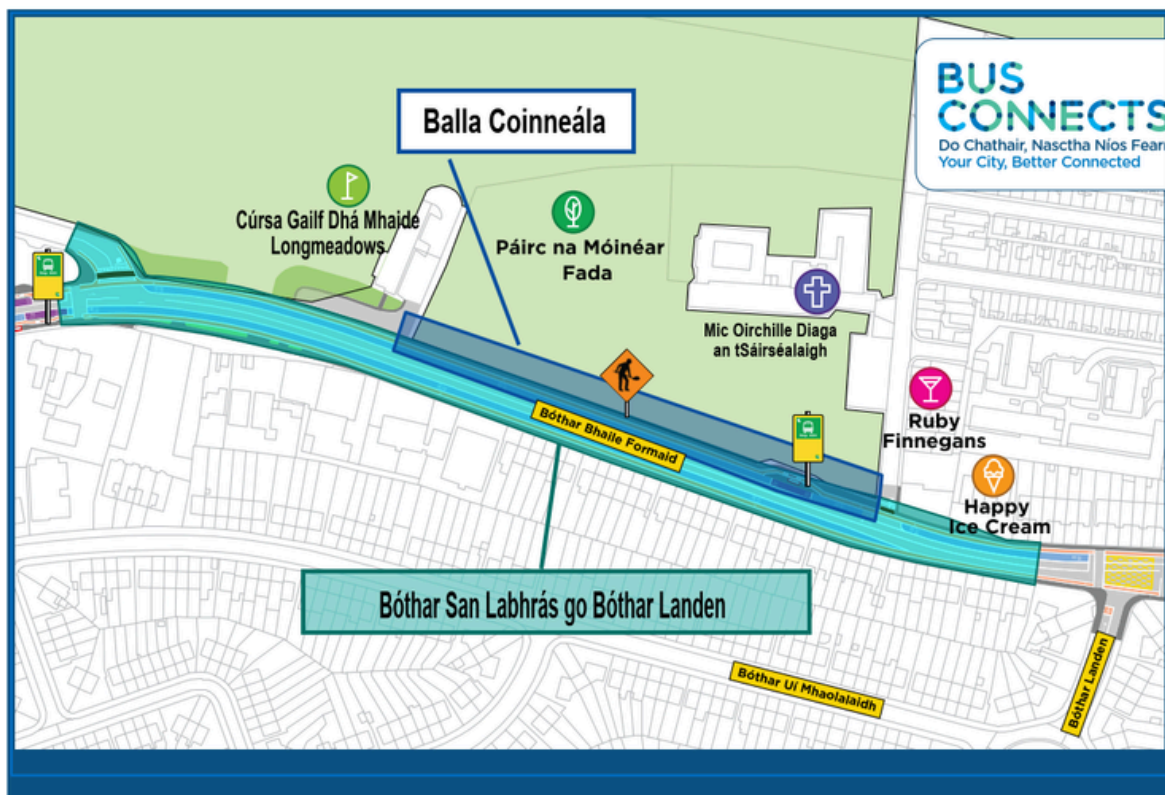 BUS
CONNECTS
Do Chathair, Nasctha Níos Fearr
Your City, Better Connected
Balla Coinneála
Cúrsa Gailf Dhá Mhaide
Longmeadows
Páirc na Móinéar
Fada
Mic Oirchille Diaga
an tSáirséalaigh
Ruby
Finnegans
Happy
Ice Cream
Bóthar Bhaile Formaid
Bóthar San Labhrás go Bóthar Landen
Bóthar Uí Mhaolalaidh
Bóthar Landen